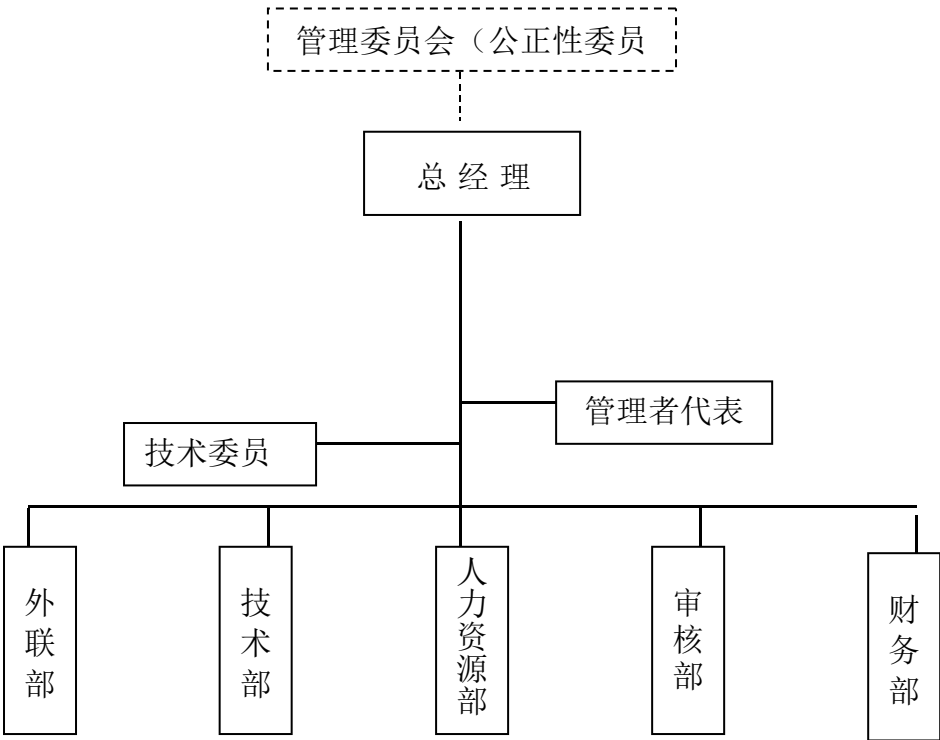 管理委员会（公正性委员
总经理
管理者代表
技术委员
外联部
技术部
人力资源部
审核部
财务部